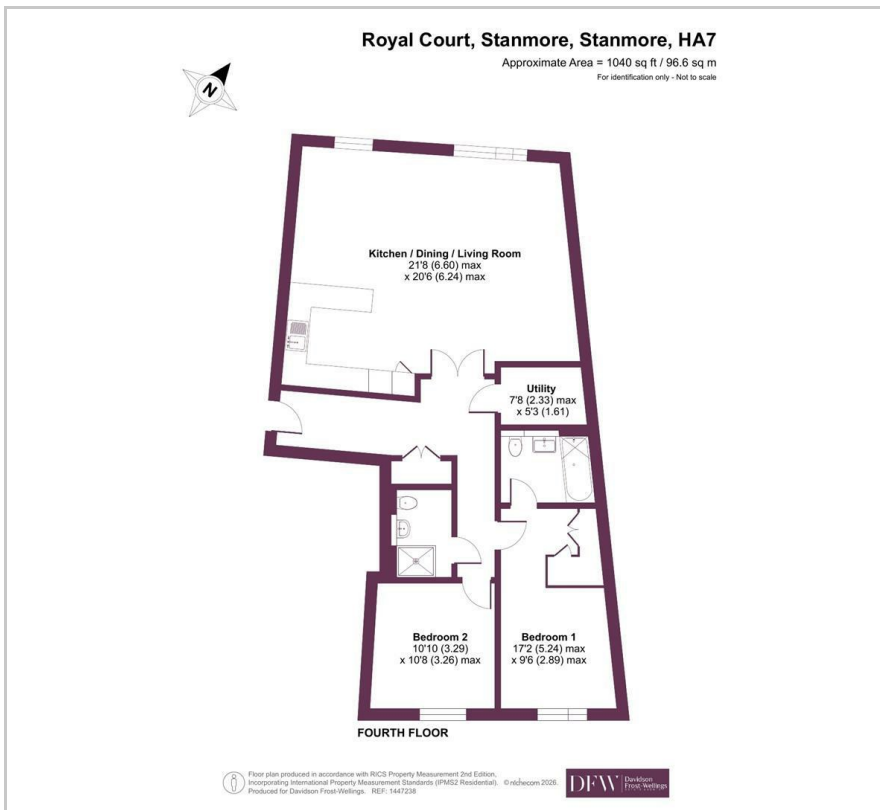 Royal Court, Stanmore, Stanmore, HA7
Approximate Area = 1040 sq ft / 96.6 sq m
For identification only - Not to scale
N
Kitchen / Dining / Living Room
21'8 (6.60) max
x 20'6 (6.24) max
Utility
7'8 (2.33) max
x 5'3 (1.61)
Bedroom 2
10'10 (3.29)
x 10'8 (3.26) max
Bedroom 1
17'2 (5.24) max
x 9'6 (2.89) max
FOURTH FLOOR
Floor plan produced in accordance with RICS Property Measurement 2nd Edition,
Incorporating International Property Measurement Standards (IPMS2 Residential). © nichecom 2026.
Produced for Davidson Frost-Wellings. REF: 1447238
DFW
Davidson
Frost-Wellings